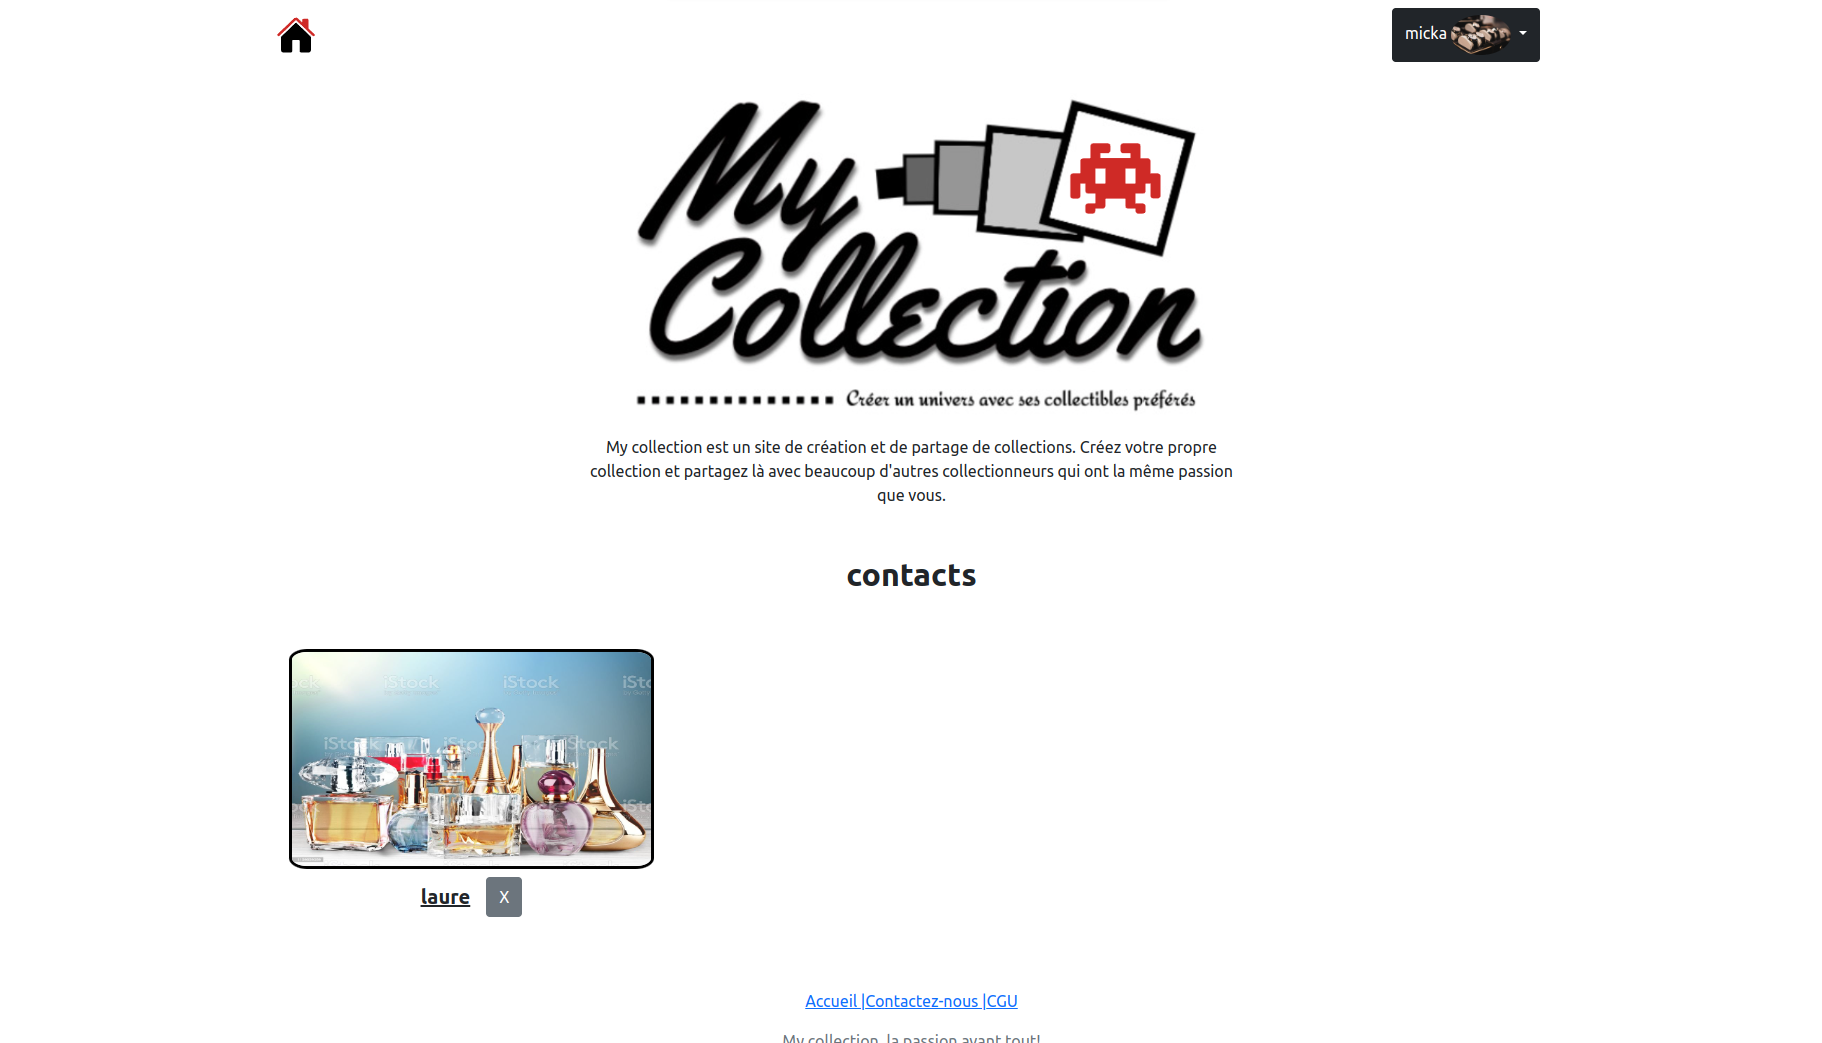 micka
My
Collection
Créer un univers avec ses collectibles préférés
My collection est un site de création et de partage de collections. Créez votre propre
collection et partagez là avec beaucoup d'autres collectionneurs qui ont la même passion
que vous.
contacts
iStock iStock
iStock iStock iStock
laure X
Accueil |Contactez-nous |CGU
My collection, la passion avant tout!